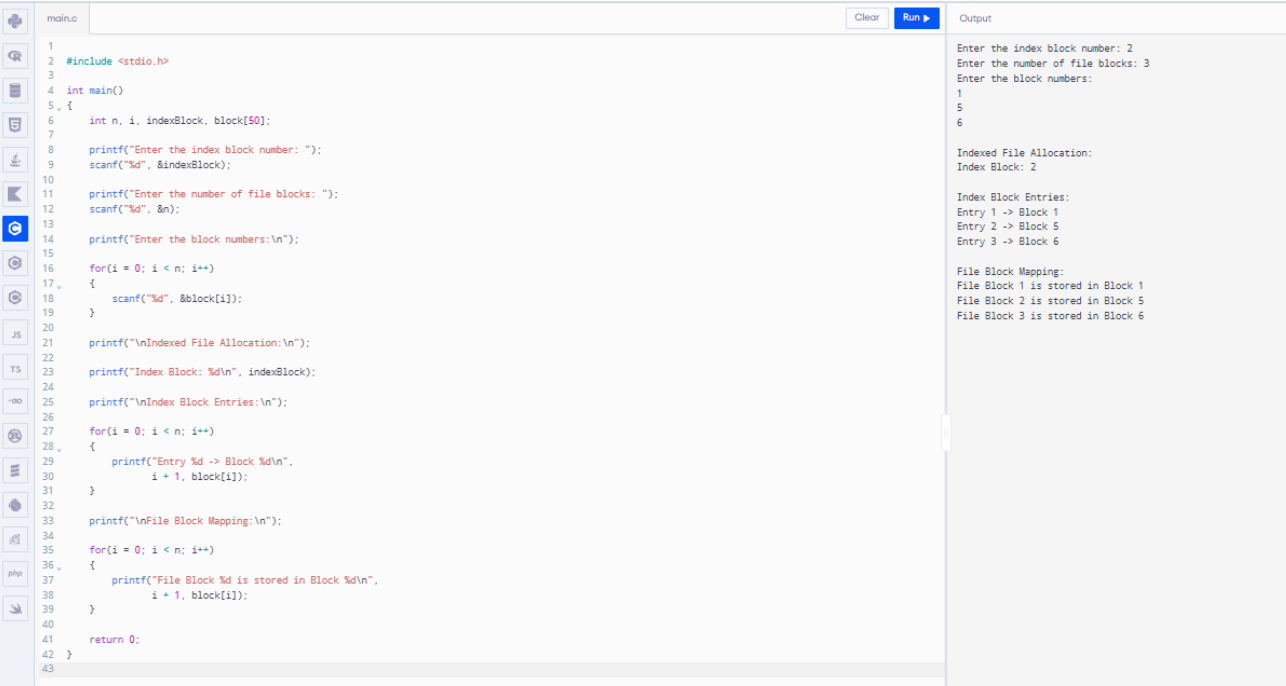 main.c
Clear
Run
Output
1
2 #include <stdio.h>
3
4 int main()
5 {
6     int n, i, indexBlock, block[50];
7
8     printf("Enter the index block number: ");
9     scanf("%d", &indexBlock);
10
11     printf("Enter the number of file blocks: ");
12     scanf("%d", &n);
13
14     printf("Enter the block numbers:\n");
15
16     for(i = 0; i < n; i++)
17     {
18         scanf("%d", &block[i]);
19     }
20
21     printf("\nIndexed File Allocation:\n");
22
23     printf("Index Block: %d\n", indexBlock);
24
25     printf("\nIndex Block Entries:\n");
26
27     for(i = 0; i < n; i++)
28     {
29         printf("Entry %d -> Block %d\n",
30                i + 1, block[i]);
31     }
32
33     printf("\nFile Block Mapping:\n");
34
35     for(i = 0; i < n; i++)
36     {
37         printf("File Block %d is stored in Block %d\n",
38                i + 1, block[i]);
39     }
40
41     return 0;
42 }
43
Enter the index block number: 2
Enter the number of file blocks: 3
Enter the block numbers:
1
5
6
Indexed File Allocation:
Index Block: 2
Index Block Entries:
Entry 1 -> Block 1
Entry 2 -> Block 5
Entry 3 -> Block 6
File Block Mapping:
File Block 1 is stored in Block 1
File Block 2 is stored in Block 5
File Block 3 is stored in Block 6
JS
TS
GO
php